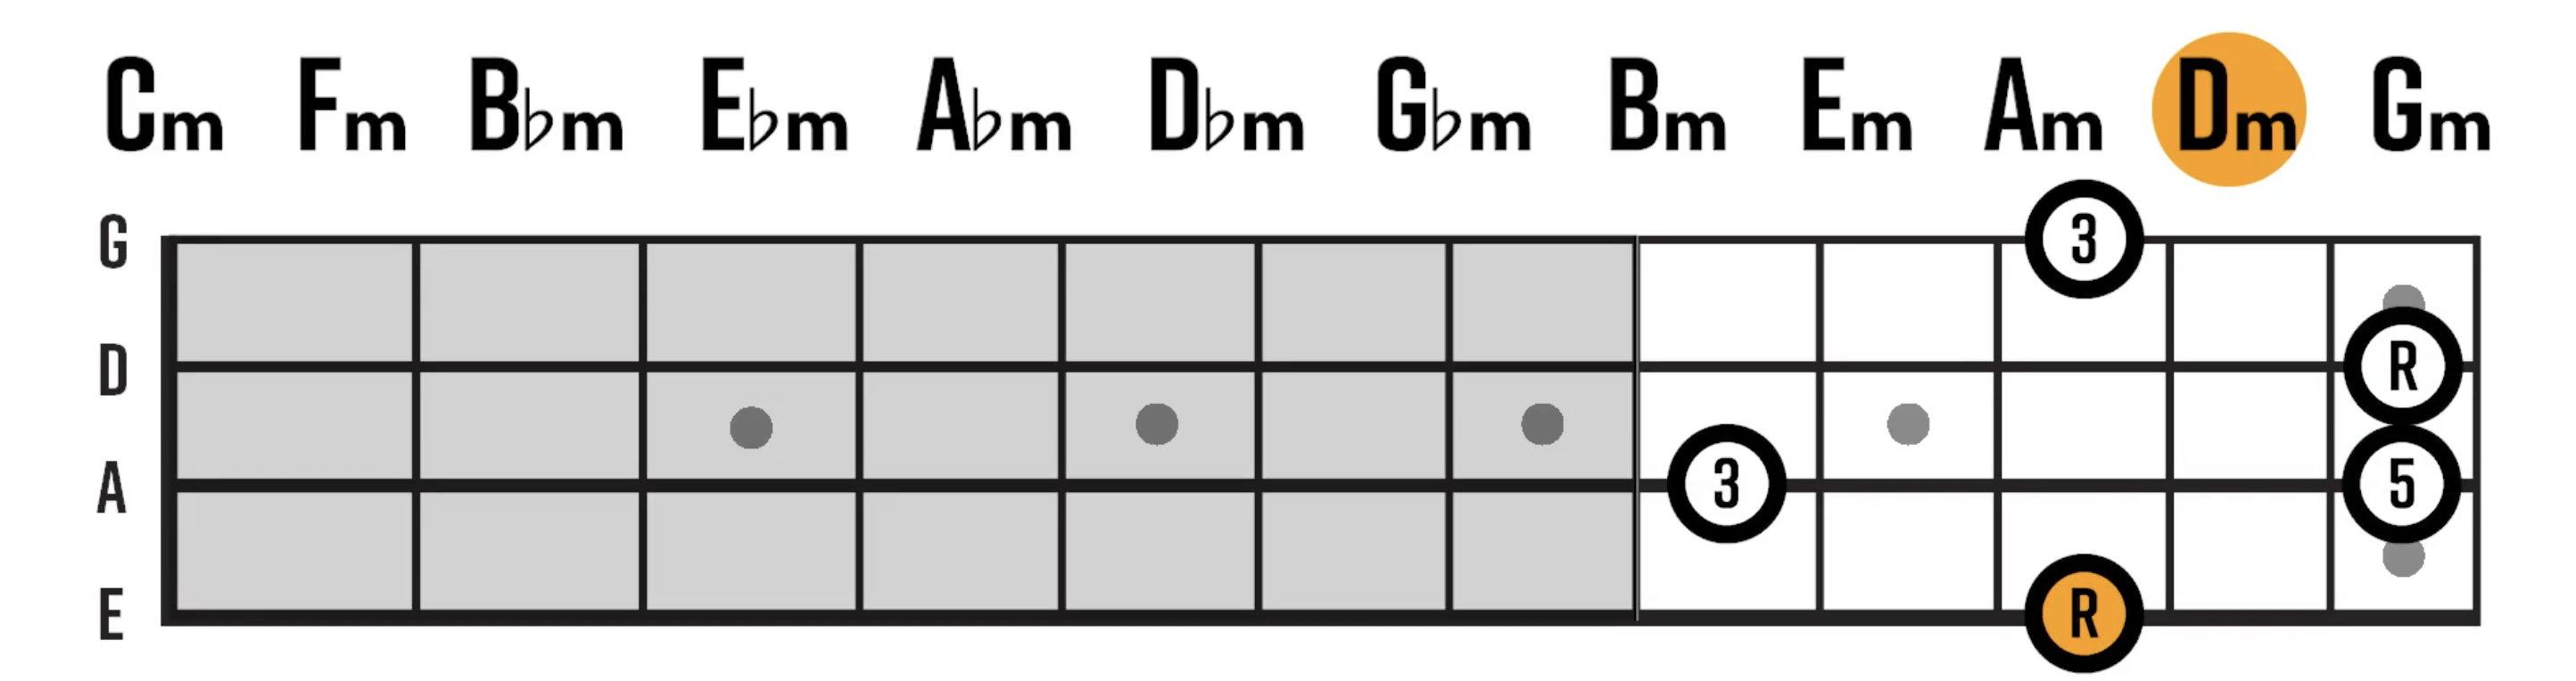 Cm Fm B♭m E♭m A♭m D♭m G♭m Bm Em Am Dm Gm
G 3
D R
A 3 5
E R